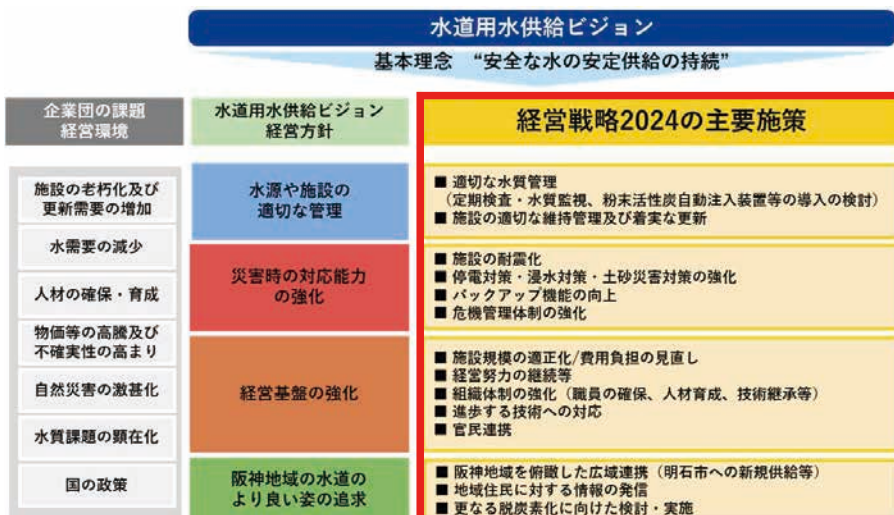 水道用水供給ビジョン
基本理念 “安全な水の安定供給の持続”
企業団の課題
経営環境
水道用水供給ビジョン
経営方針
経営戦略2024の主要施策
施設の老朽化及び
更新需要の増加
水需要の減少
人材の確保・育成
物価等の高騰及び
不確実性の高まり
自然災害の激甚化
水質課題の顕在化
国の政策
水源や施設の
適切な管理
■ 適切な水質管理
（定期検査・水質監視、粉末活性炭自動注入装置等の導入の検討）
■ 施設の適切な維持管理及び着実な更新
災害時の対応能力
の強化
■ 施設の耐震化
■ 停電対策・浸水対策・土砂災害対策の強化
■ バックアップ機能の向上
■ 危機管理体制の強化
経営基盤の強化
■ 施設規模の適正化/費用負担の見直し
■ 経営努力の継続等
■ 組織体制の強化（職員の確保、人材育成、技術継承等）
■ 進歩する技術への対応
■ 官民連携
阪神地域の水道の
より良い姿の追求
■ 阪神地域を俯瞰した広域連携（明石市への新規供給等）
■ 地域住民に対する情報の発信
■ 更なる脱炭素化に向けた検討・実施